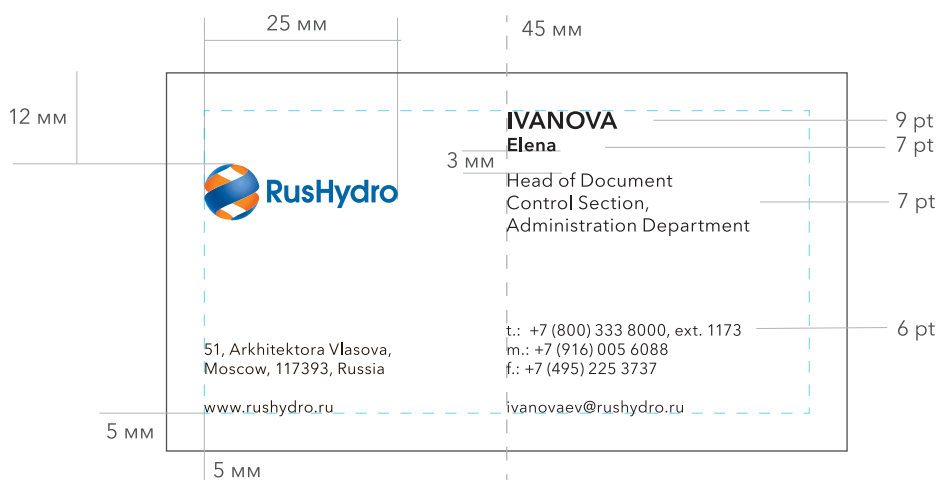 25 мм
45 мм
12 мм
IVANOVA
9 pt
Elena
7 pt
3 мм
RusHydro
Head of Document
Control Section,
Administration Department
7 pt
t.: +7 (800) 333 8000, ext. 1173
6 pt
m.: +7 (916) 005 6088
f.: +7 (495) 225 3737
51, Arkhitektora Vlasova,
Moscow, 117393, Russia
www.rushydro.ru
ivanovaev@rushydro.ru
5 мм
5 мм